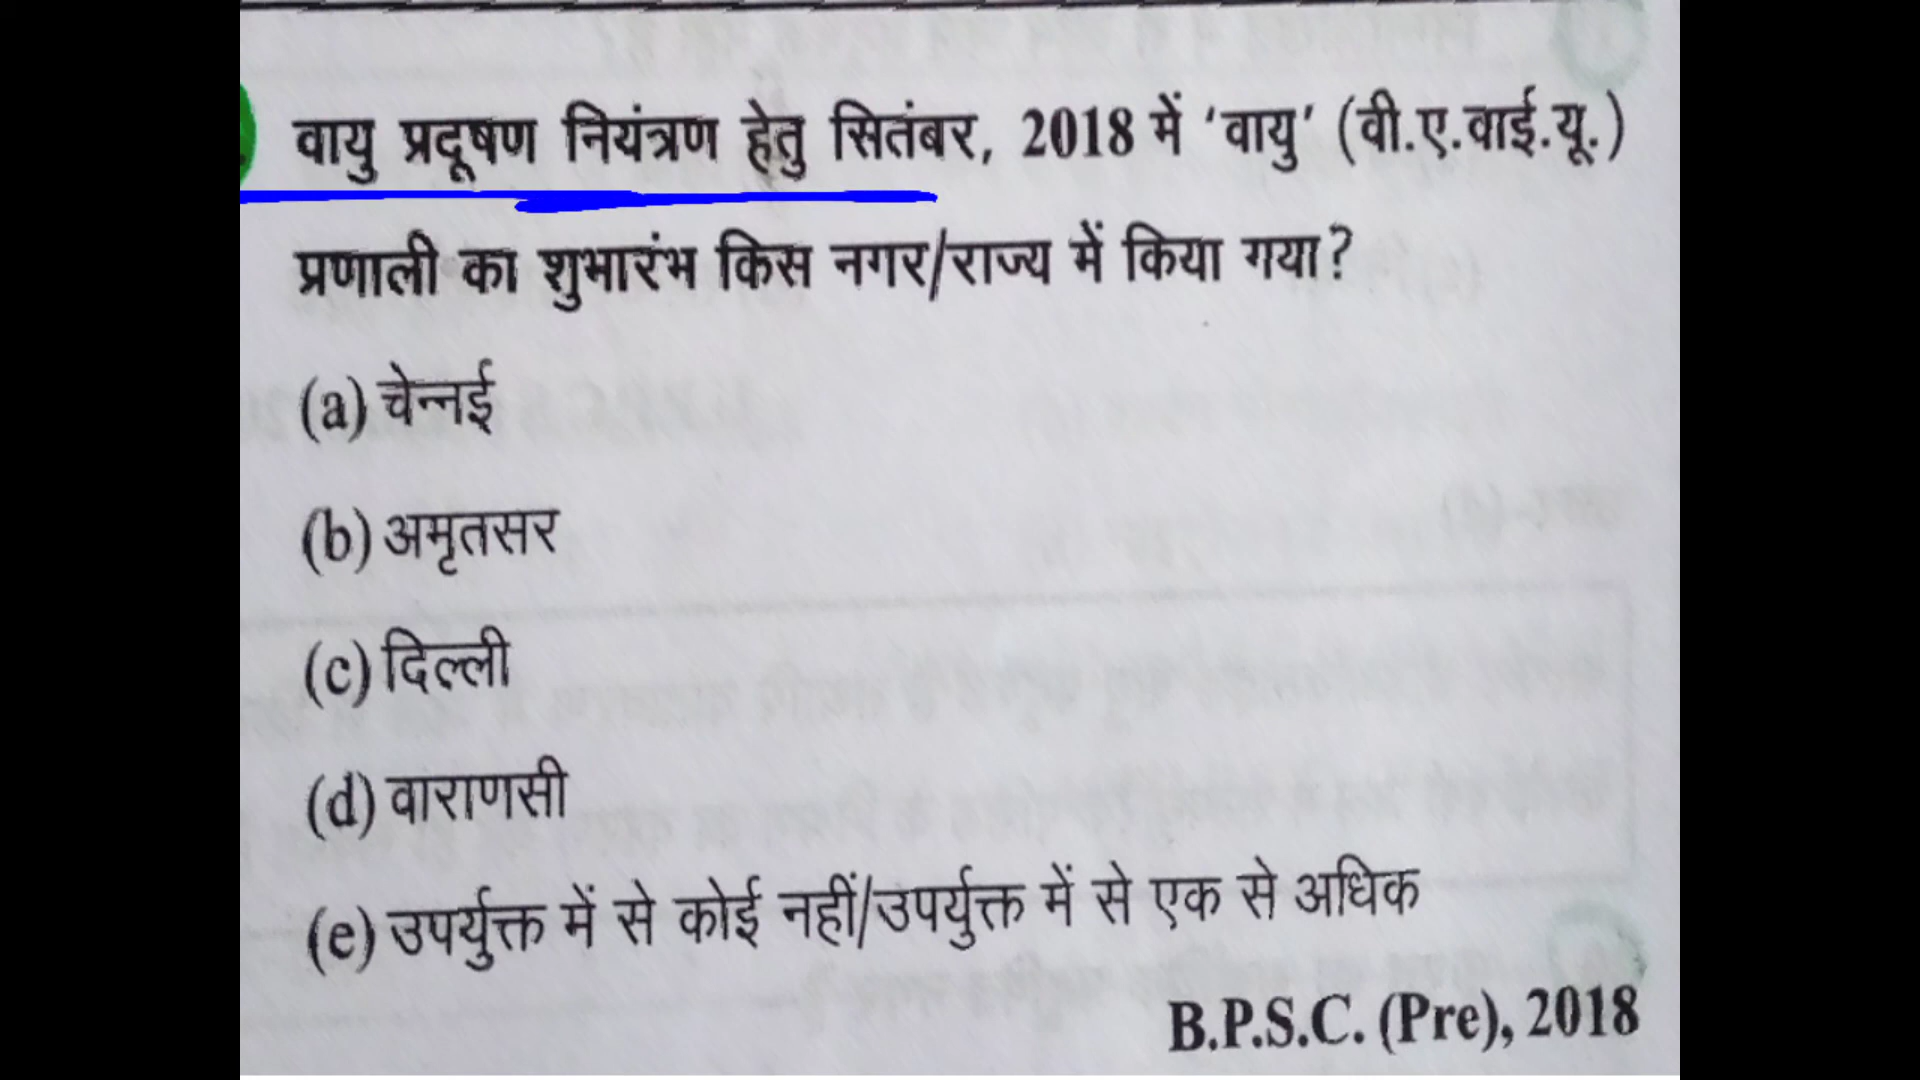 वायु प्रदूषण नियंत्रण हेतु सितंबर, 2018 में 'वायु' (वी.ए.वाई.यू.)
प्रणाली का शुभारंभ किस नगर/राज्य में किया गया?
(a) चेन्नई
(b) अमृतसर
(c) दिल्ली
(d) वाराणसी
(e) उपर्युक्त में से कोई नहीं/उपर्युक्त में से एक से अधिक
B.P.S.C. (Pre), 2018